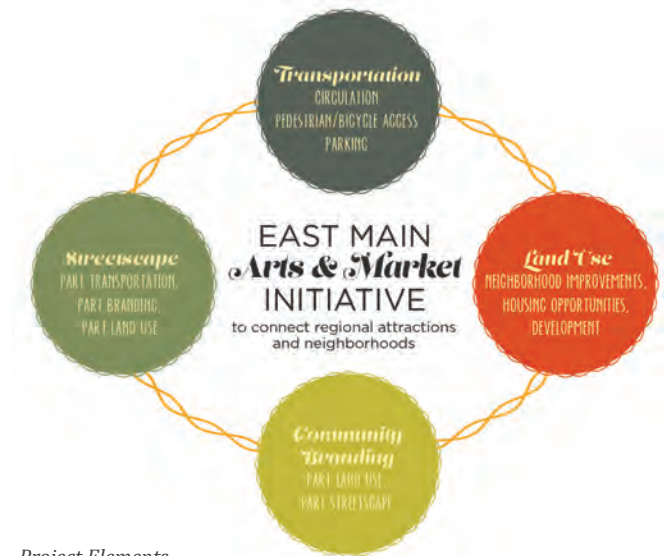 Transportation
CIRCULATION
PEDESTRIAN/BICYCLE ACCESS
PARKING
Streetscape
PART TRANSPORTATION,
PART BRANDING,
PART LAND USE
EAST MAIN
Arts & Market
INITIATIVE
to connect regional attractions
and neighborhoods
Land Use
NEIGHBORHOOD IMPROVEMENTS,
HOUSING OPPORTUNITIES,
DEVELOPMENT
Community
Branding
PART LAND USE,
PART STREETSCAPE
Project Elements